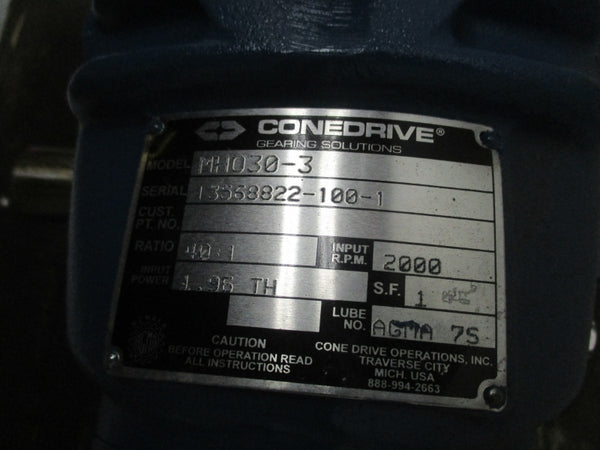 CONEDRIVE®
GEARING SOLUTIONS
MODEL MHO30-3
SERIAL 13568822-100-1
CUST. PT. NO.
RATIO 40:1 INPUT R.P.M. 2000
INPUT POWER 1.96 TH S.F. 1
LUBE NO. AGMA 7S
CAUTION
BEFORE OPERATION READ
ALL INSTRUCTIONS
CONE DRIVE OPERATIONS, INC.
TRAVERSE CITY
MICH. USA
888-994-2663